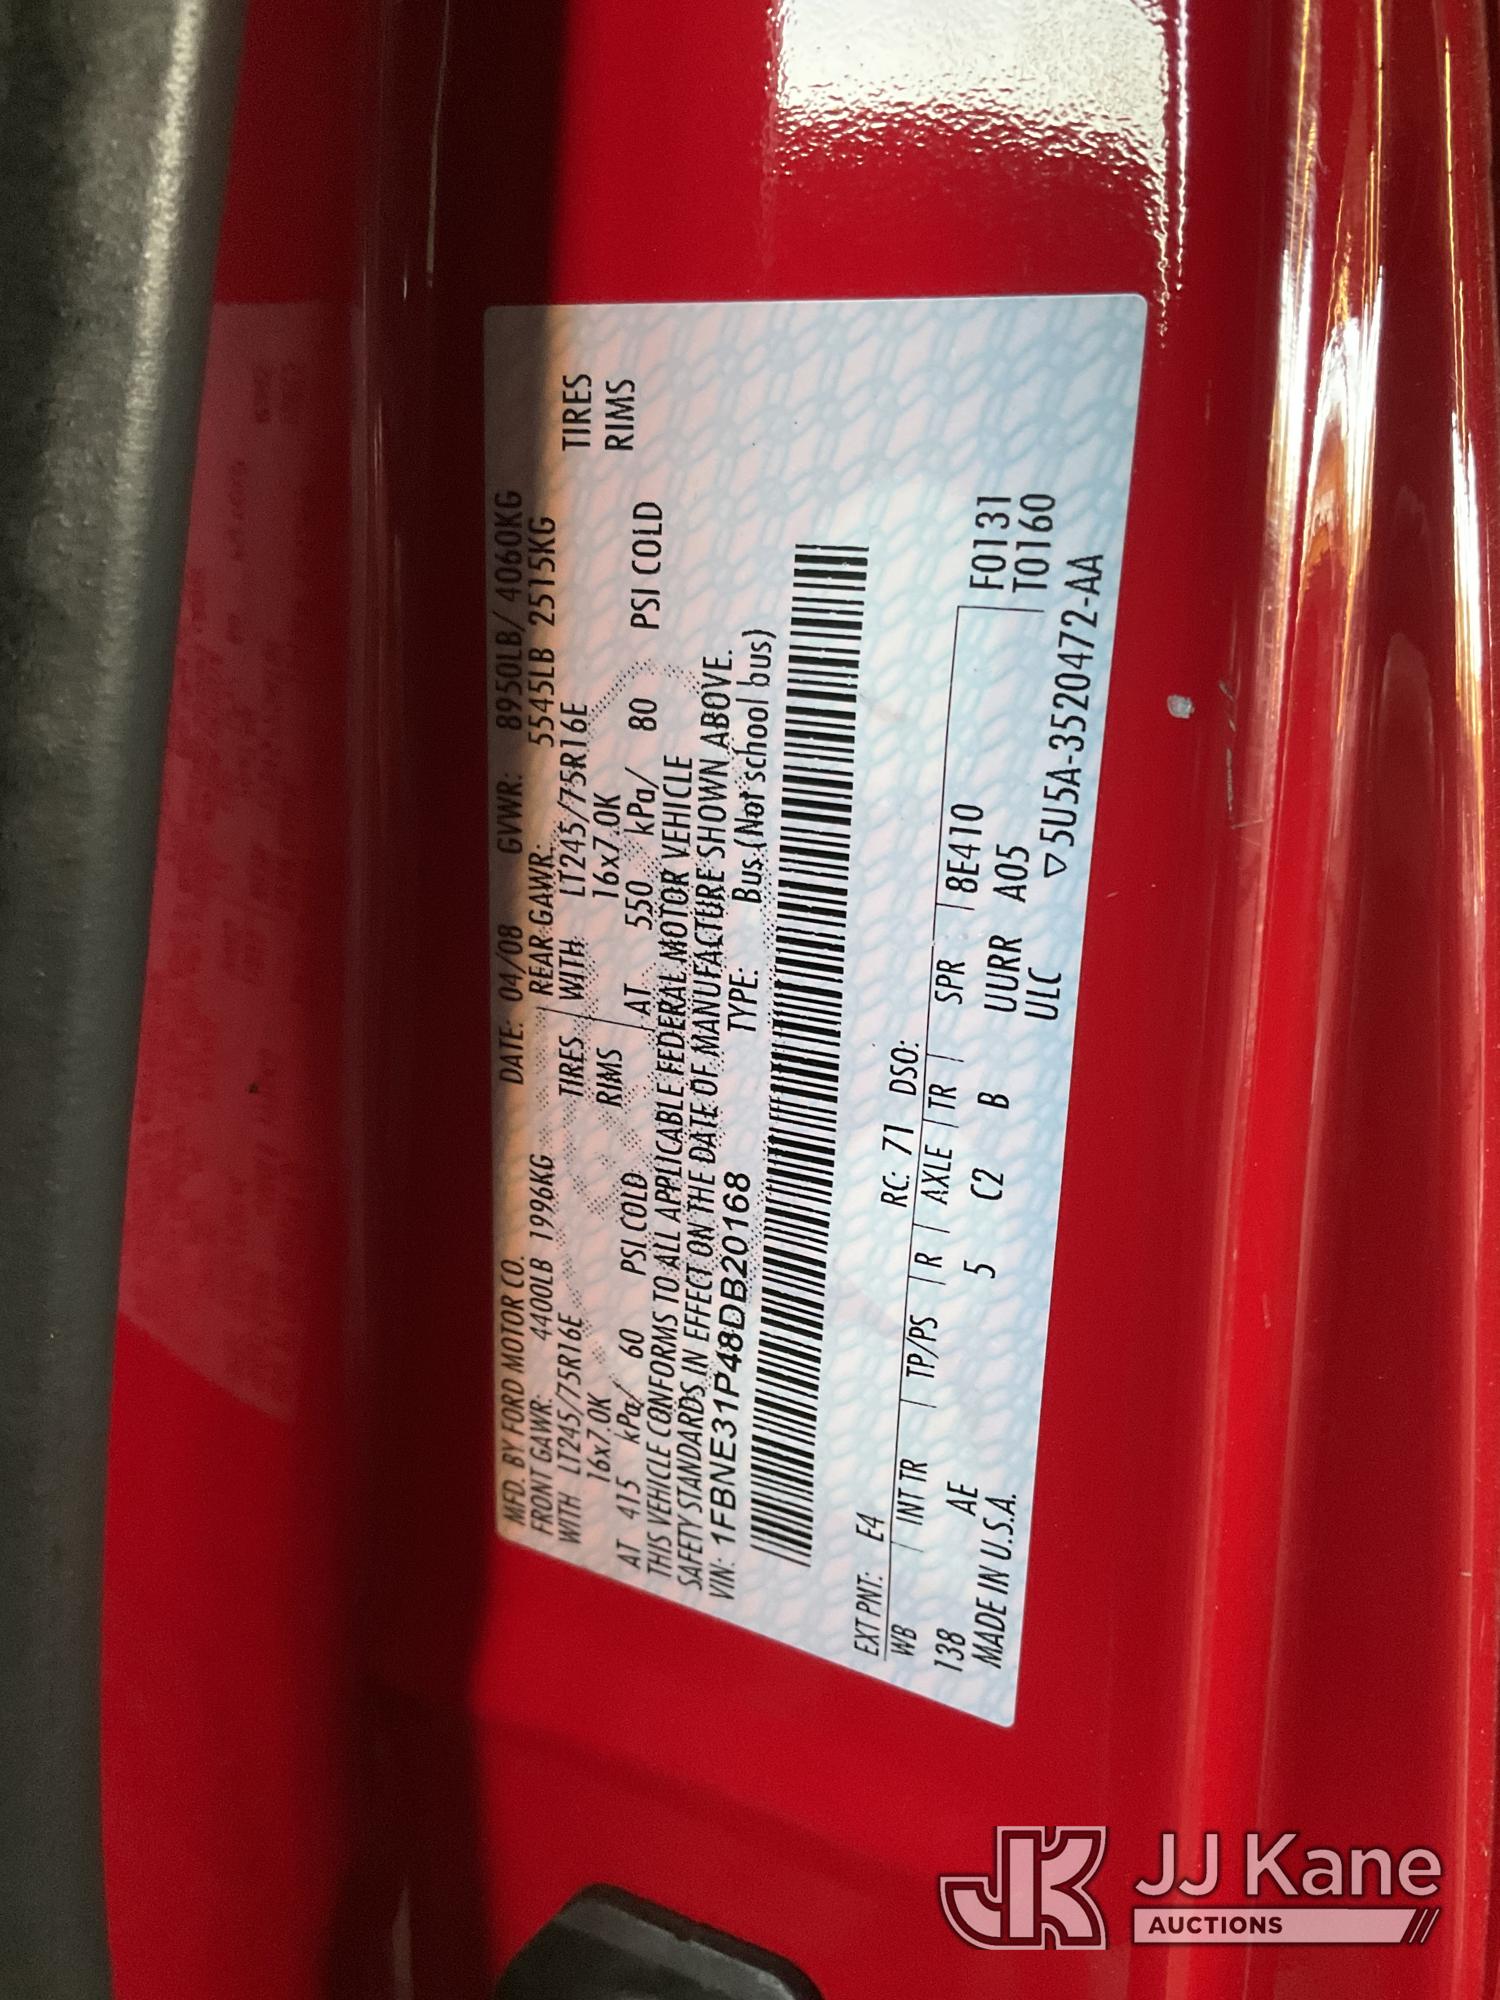 MFD. BY FORD MOTOR CO. DATE: 04/08 GVWR: 8950LB/ 4060KG
FRONT GAWR: 4400LB 1996KG REAR GAWR: 5545LB 2515KG
WITH LT245/75R16E TIRES WITH LT245/75R16E TIRES
16x7.0K RIMS 16x7.0K RIMS
AT 415 kPa/ 60 PSI COLD AT 550 kPa/ 80 PSI COLD
THIS VEHICLE CONFORMS TO ALL APPLICABLE FEDERAL MOTOR VEHICLE
SAFETY STANDARDS IN EFFECT ON THE DATE OF MANUFACTURE SHOWN ABOVE.
VIN: 1FBNE31P48DB20168 TYPE: Bus (Not school bus)
EXT PNT: E4 RC: 71 DSO:
WB INT TR TP/PS R AXLE TR SPR 8E410 F0131
138 AE 5 C2 B UURR A05 T0160
MADE IN U.S.A. ULC ▽5U5A-3520472-AA
JK JJ Kane
AUCTIONS